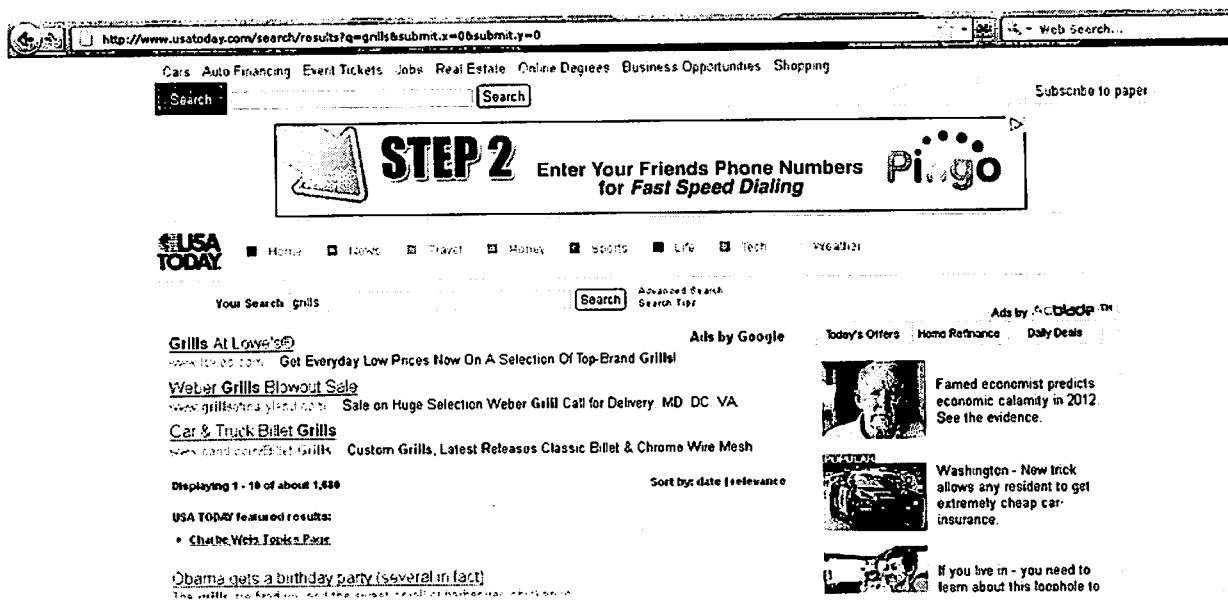 http://www.usatoday.com/search/results?q=grills&submit.x=0&submit.y=0
Web Search...
Cars Auto Financing Event Tickets Jobs Real Estate Online Degrees Business Opportunities Shopping
Search Search
Subscribe to paper
STEP 2
Enter Your Friends Phone Numbers
for Fast Speed Dialing
Pingo
USA
TODAY
Home News Travel Money Sports Life Tech Weather
Your Search grills Search
Advanced Search
Search Tips
Ads by Google
Grills At Lowe's®
Get Everyday Low Prices Now On A Selection Of Top-Brand Grills!
Weber Grills Blowout Sale
Sale on Huge Selection Weber Grill Call for Delivery. MD. DC. VA.
Car & Truck Billet Grills
Custom Grills, Latest Releases Classic Billet & Chrome Wire Mesh
Displaying 1 - 10 of about 1,680
Sort by: date | relevance
USA TODAY featured results:
• Charlie Weis Topics Page
Obama gets a birthday party (several in fact)
Ads by
Today's Offers Home Refinance Daily Deals
Famed economist predicts
economic calamity in 2012.
See the evidence.
POPULAR
Washington - New trick
allows any resident to get
extremely cheap car
insurance.
If you live in - you need to
learn about this loophole to